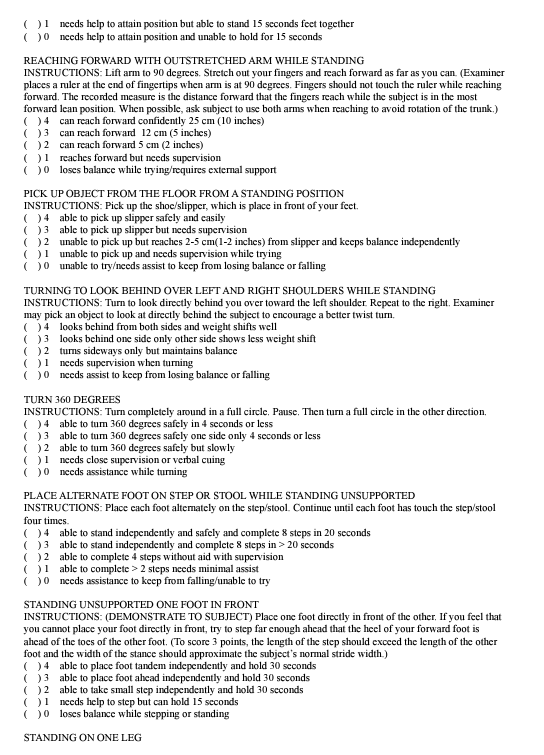 ( ) 1 needs help to attain position but able to stand 15 seconds feet together
( ) 0 needs help to attain position and unable to hold for 15 seconds
REACHING FORWARD WITH OUTSTRETCHED ARM WHILE STANDING
INSTRUCTIONS: Lift arm to 90 degrees. Stretch out your fingers and reach forward as far as you can. (Examiner
places a ruler at the end of fingertips when arm is at 90 degrees. Fingers should not touch the ruler while reaching
forward. The recorded measure is the distance forward that the fingers reach while the subject is in the most
forward lean position. When possible, ask subject to use both arms when reaching to avoid rotation of the trunk.)
( ) 4 can reach forward confidently 25 cm (10 inches)
( ) 3 can reach forward 12 cm (5 inches)
( ) 2 can reach forward 5 cm (2 inches)
( ) 1 reaches forward but needs supervision
( ) 0 loses balance while trying/requires external support
PICK UP OBJECT FROM THE FLOOR FROM A STANDING POSITION
INSTRUCTIONS: Pick up the shoe/slipper, which is place in front of your feet.
( ) 4 able to pick up slipper safely and easily
( ) 3 able to pick up slipper but needs supervision
( ) 2 unable to pick up but reaches 2-5 cm(1-2 inches) from slipper and keeps balance independently
( ) 1 unable to pick up and needs supervision while trying
( ) 0 unable to try/needs assist to keep from losing balance or falling
TURNING TO LOOK BEHIND OVER LEFT AND RIGHT SHOULDERS WHILE STANDING
INSTRUCTIONS: Turn to look directly behind you over toward the left shoulder. Repeat to the right. Examiner
may pick an object to look at directly behind the subject to encourage a better twist turn.
( ) 4 looks behind from both sides and weight shifts well
( ) 3 looks behind one side only other side shows less weight shift
( ) 2 turns sideways only but maintains balance
( ) 1 needs supervision when turning
( ) 0 needs assist to keep from losing balance or falling
TURN 360 DEGREES
INSTRUCTIONS: Turn completely around in a full circle. Pause. Then turn a full circle in the other direction.
( ) 4 able to turn 360 degrees safely in 4 seconds or less
( ) 3 able to turn 360 degrees safely one side only 4 seconds or less
( ) 2 able to turn 360 degrees safely but slowly
( ) 1 needs close supervision or verbal cuing
( ) 0 needs assistance while turning
PLACE ALTERNATE FOOT ON STEP OR STOOL WHILE STANDING UNSUPPORTED
INSTRUCTIONS: Place each foot alternately on the step/stool. Continue until each foot has touch the step/stool
four times.
( ) 4 able to stand independently and safely and complete 8 steps in 20 seconds
( ) 3 able to stand independently and complete 8 steps in > 20 seconds
( ) 2 able to complete 4 steps without aid with supervision
( ) 1 able to complete > 2 steps needs minimal assist
( ) 0 needs assistance to keep from falling/unable to try
STANDING UNSUPPORTED ONE FOOT IN FRONT
INSTRUCTIONS: (DEMONSTRATE TO SUBJECT) Place one foot directly in front of the other. If you feel that
you cannot place your foot directly in front, try to step far enough ahead that the heel of your forward foot is
ahead of the toes of the other foot. (To score 3 points, the length of the step should exceed the length of the other
foot and the width of the stance should approximate the subject’s normal stride width.)
( ) 4 able to place foot tandem independently and hold 30 seconds
( ) 3 able to place foot ahead independently and hold 30 seconds
( ) 2 able to take small step independently and hold 30 seconds
( ) 1 needs help to step but can hold 15 seconds
( ) 0 loses balance while stepping or standing
STANDING ON ONE LEG